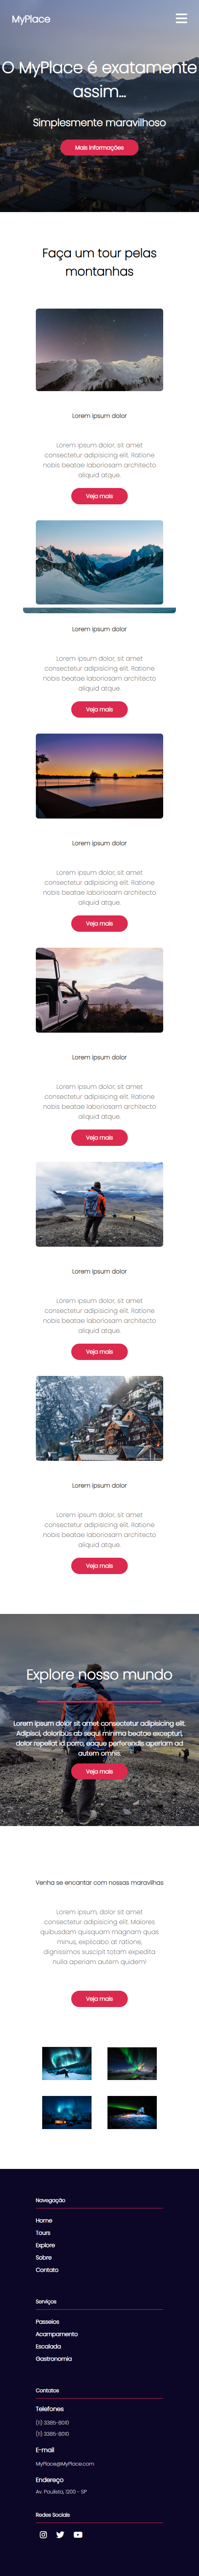 MyPlace
O MyPlace é exatamente
assim...
Simplesmente maravilhoso
Mais informações
Faça um tour pelas
montanhas
Lorem ipsum dolor
Lorem ipsum dolor, sit amet
consectetur adipisicing elit. Ratione
nobis beatae laboriosam architecto
aliquid atque.
Veja mais
Lorem ipsum dolor
Lorem ipsum dolor, sit amet
consectetur adipisicing elit. Ratione
nobis beatae laboriosam architecto
aliquid atque.
Veja mais
Lorem ipsum dolor
Lorem ipsum dolor, sit amet
consectetur adipisicing elit. Ratione
nobis beatae laboriosam architecto
aliquid atque.
Veja mais
Lorem ipsum dolor
Lorem ipsum dolor, sit amet
consectetur adipisicing elit. Ratione
nobis beatae laboriosam architecto
aliquid atque.
Veja mais
Lorem ipsum dolor
Lorem ipsum dolor, sit amet
consectetur adipisicing elit. Ratione
nobis beatae laboriosam architecto
aliquid atque.
Veja mais
Lorem ipsum dolor
Lorem ipsum dolor, sit amet
consectetur adipisicing elit. Ratione
nobis beatae laboriosam architecto
aliquid atque.
Veja mais
Explore nosso mundo
Lorem ipsum dolor sit amet consectetur adipisicing elit.
Adipisci, doloribus ab sequi minima beatae excepturi,
dolor repellat id porro, eaque perferendis aperiam ad
autem omnis.
Veja mais
Venha se encantar com nossas maravilhas
Lorem ipsum, dolor sit amet
consectetur adipisicing elit. Maiores
quibusdam quisquam magnam quas
minus, explicabo at ratione,
dignissimos suscipit totam expedita
nulla aperiam autem quidem!
Veja mais
Navegação
Home
Tours
Explore
Sobre
Contato
Serviços
Passeios
Acampamento
Escalada
Gastronomia
Contatos
Telefones
(11) 3385-8010
(11) 3385-8010
E-mail
MyPlace@MyPlace.com
Endereço
Av. Paulista, 1200 - SP
Redes Sociais